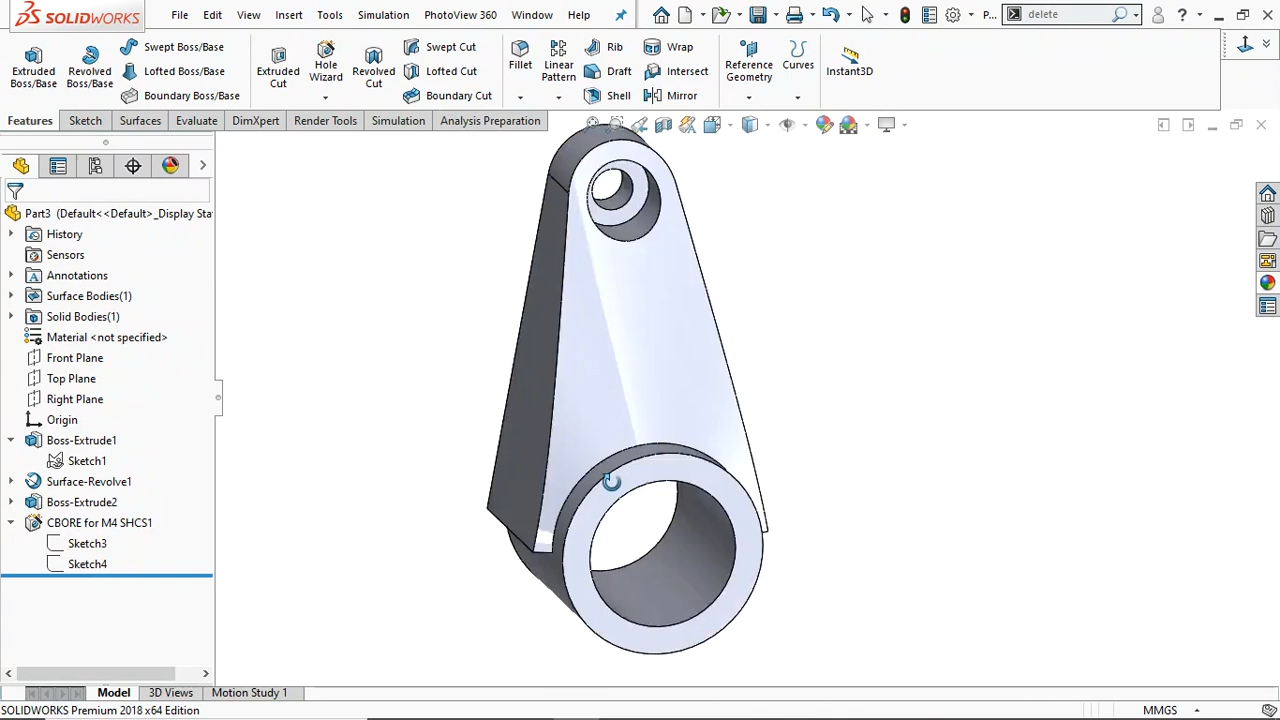 SOLIDWORKS File Edit View Insert Tools Simulation PhotoView 360 Window Help P... delete
Extruded Boss/Base
Revolved Boss/Base
Swept Boss/Base
Lofted Boss/Base
Boundary Boss/Base
Extruded Cut
Hole Wizard
Revolved Cut
Swept Cut
Lofted Cut
Boundary Cut
Fillet
Linear Pattern
Rib
Draft
Shell
Wrap
Intersect
Mirror
Reference Geometry
Curves
Instant3D
Features Sketch Surfaces Evaluate DimXpert Render Tools Simulation Analysis Preparation
Part3 (Default<<Default>_Display Sta
History
Sensors
Annotations
Surface Bodies(1)
Solid Bodies(1)
Material <not specified>
Front Plane
Top Plane
Right Plane
Origin
Boss-Extrude1
Sketch1
Surface-Revolve1
Boss-Extrude2
CBORE for M4 SHCS1
Sketch3
Sketch4
Model 3D Views Motion Study 1
SOLIDWORKS Premium 2018 x64 Edition MMGS